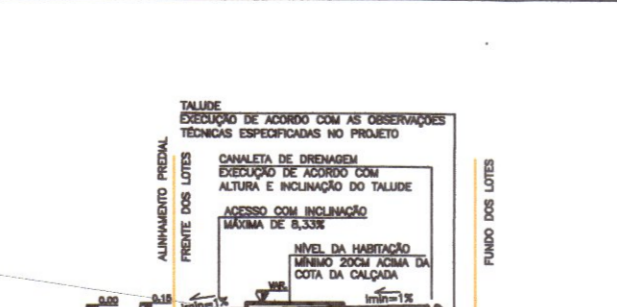 TALUDE
EXECUÇÃO DE ACORDO COM AS OBSERVAÇÕES
TÉCNICAS ESPECIFICADAS NO PROJETO
CANALETA DE DRENAGEM
EXECUÇÃO DE ACORDO COM
ALTURA E INCLINAÇÃO DO TALUDE
ACESSO COM INCLINAÇÃO
MÁXIMA DE 8,33%
NÍVEL DA HABITAÇÃO
MÍNIMO 20CM ACIMA DA
COTA DA CALÇADA
ALINHAMENTO PREDIAL
FRENTE DOS LOTES
FUNDO DOS LOTES
VAR.
0.00
0.15
imin=1%
imin=1%